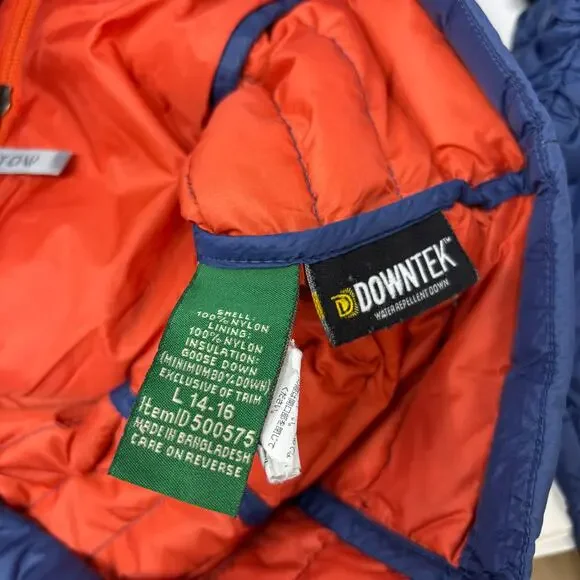 SHELL:
100% NYLON
LINING:
100% NYLON
INSULATION:
GOOSE DOWN
(MINIMUM 80% DOWN)
EXCLUSIVE OF TRIM
L 14-16
ItemID 500575
MADE IN BANGLADESH
CARE ON REVERSE
DOWNTEK™
WATER REPELLENT DOWN